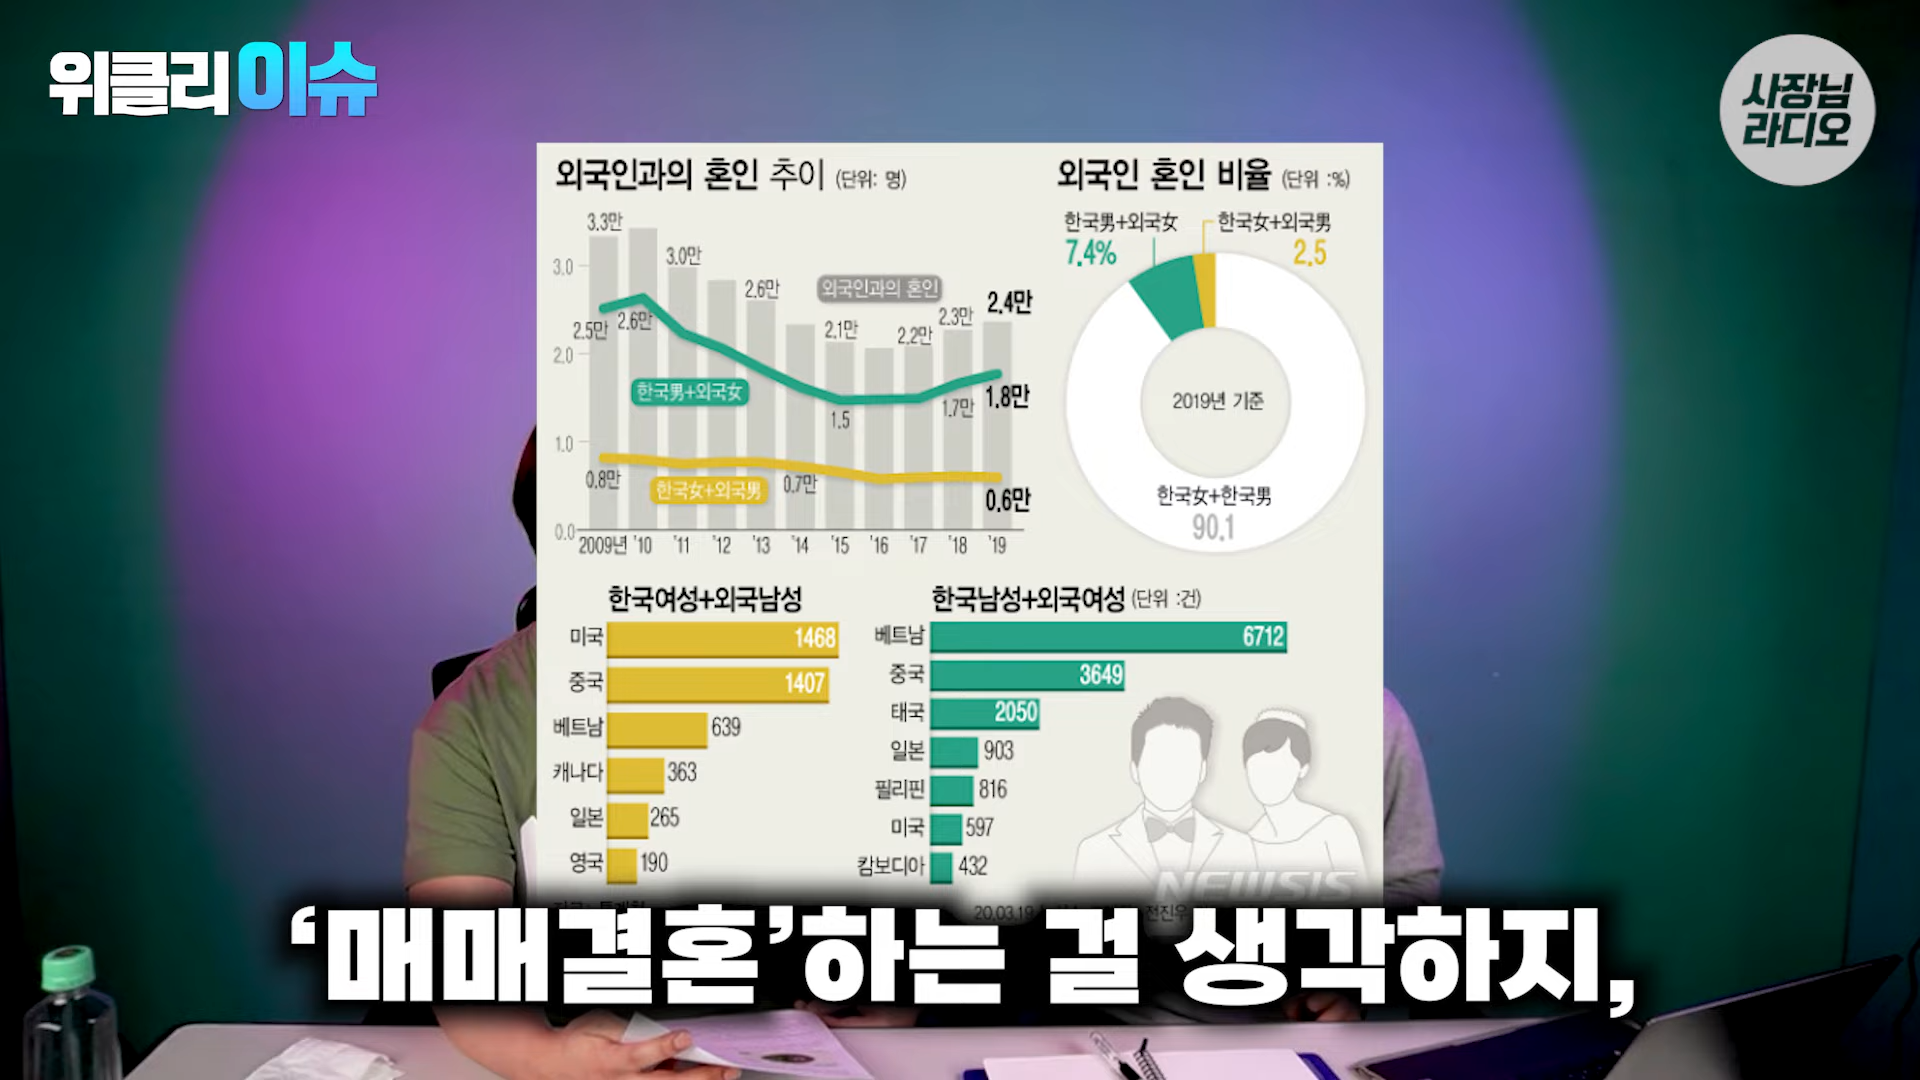 위클리 이슈
사장님
라디오
외국인과의 혼인 추이 (단위: 명)
3.3만
3.0만
2.6만
2.1만
2.2만
2.3만
2.4만
외국인과의 혼인
2.5만
2.6만
한국男+외국女
1.5
1.7만
1.8만
0.8만
한국女+외국男
0.7만
0.6만
3.0
2.0
1.0
0.0
2009년 '10 '11 '12 '13 '14 '15 '16 '17 '18 '19
외국인 혼인 비율 (단위 :%)
한국男+외국女
7.4%
한국女+외국男
2.5
2019년 기준
한국女+한국男
90.1
한국여성+외국남성
미국 1468
중국 1407
베트남 639
캐나다 363
일본 265
영국 190
한국남성+외국여성 (단위 :건)
베트남 6712
중국 3649
태국 2050
일본 903
필리핀 816
미국 597
캄보디아 432
NEWSIS
20.03.19
전진우
‘매매결혼’하는 걸 생각하지,